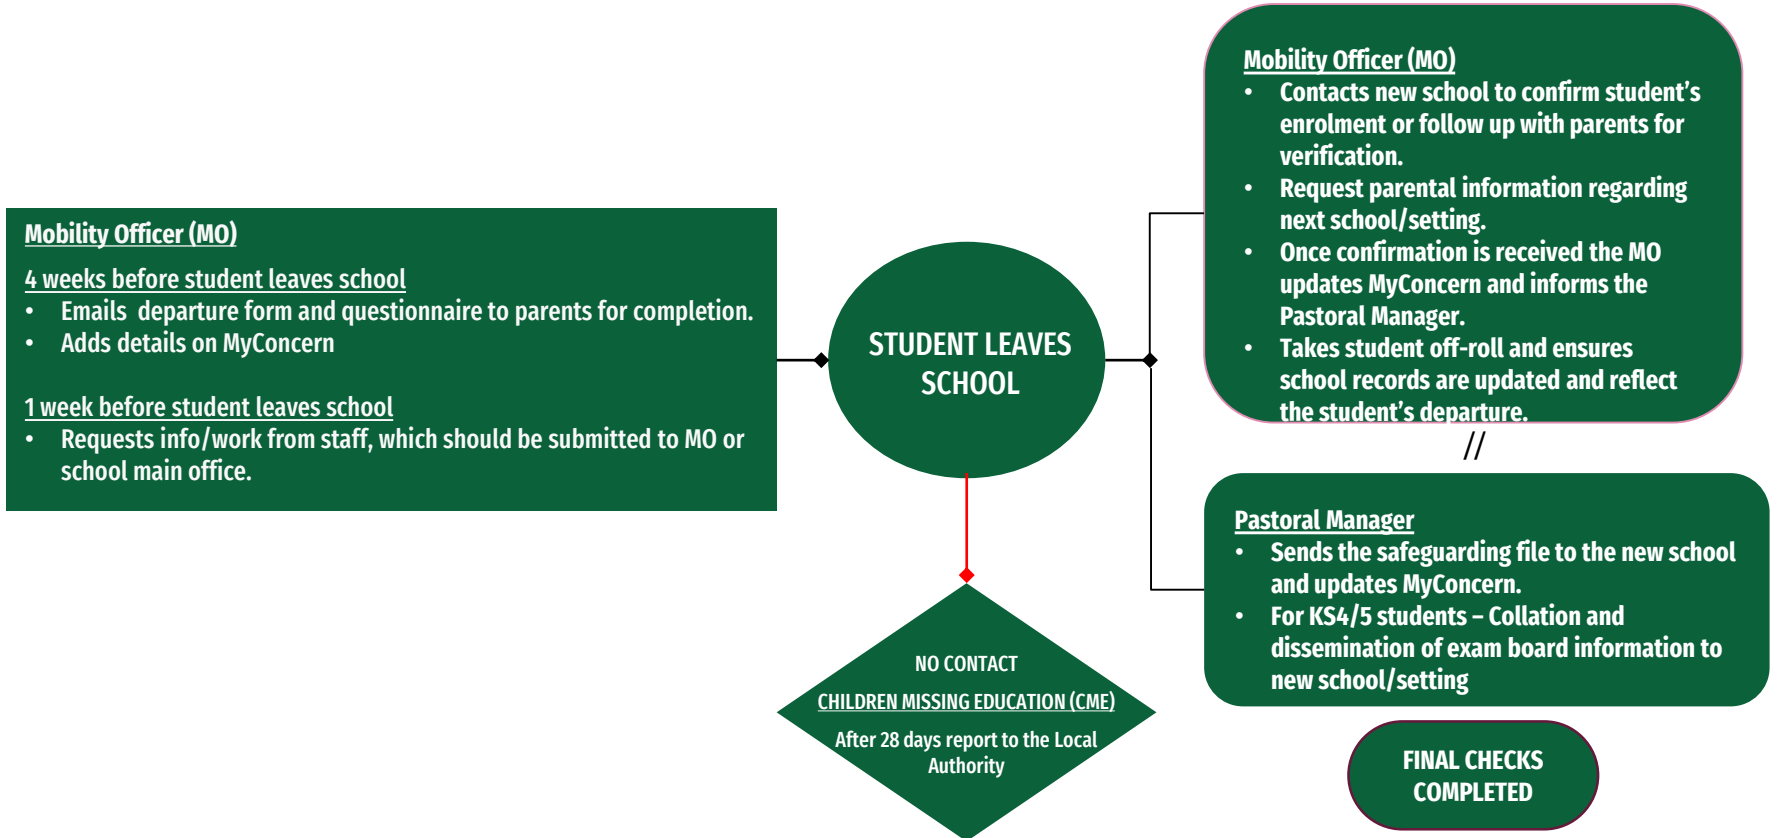 Mobility Officer (MO)
4 weeks before student leaves school
• Emails departure form and questionnaire to parents for completion.
• Adds details on MyConcern
1 week before student leaves school
• Requests info/work from staff, which should be submitted to MO or
school main office.
STUDENT LEAVES
SCHOOL
NO CONTACT
CHILDREN MISSING EDUCATION (CME)
After 28 days report to the Local
Authority
Mobility Officer (MO)
• Contacts new school to confirm student’s
enrolment or follow up with parents for
verification.
• Request parental information regarding
next school/setting.
• Once confirmation is received the MO
updates MyConcern and informs the
Pastoral Manager.
• Takes student off-roll and ensures
school records are updated and reflect
the student’s departure.
//
Pastoral Manager
• Sends the safeguarding file to the new school
and updates MyConcern.
• For KS4/5 students – Collation and
dissemination of exam board information to
new school/setting
FINAL CHECKS
COMPLETED